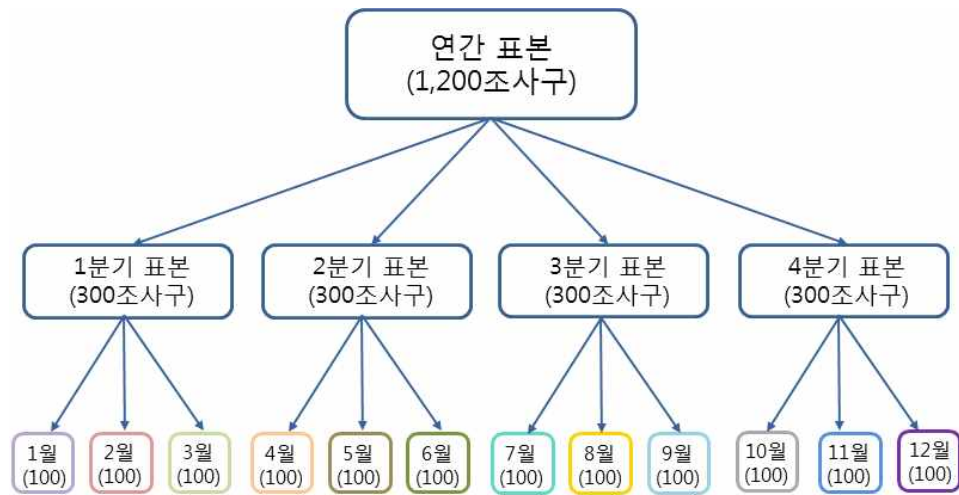 연간 표본
(1,200조사구)
1분기 표본
(300조사구)
2분기 표본
(300조사구)
3분기 표본
(300조사구)
4분기 표본
(300조사구)
1월
(100)
2월
(100)
3월
(100)
4월
(100)
5월
(100)
6월
(100)
7월
(100)
8월
(100)
9월
(100)
10월
(100)
11월
(100)
12월
(100)